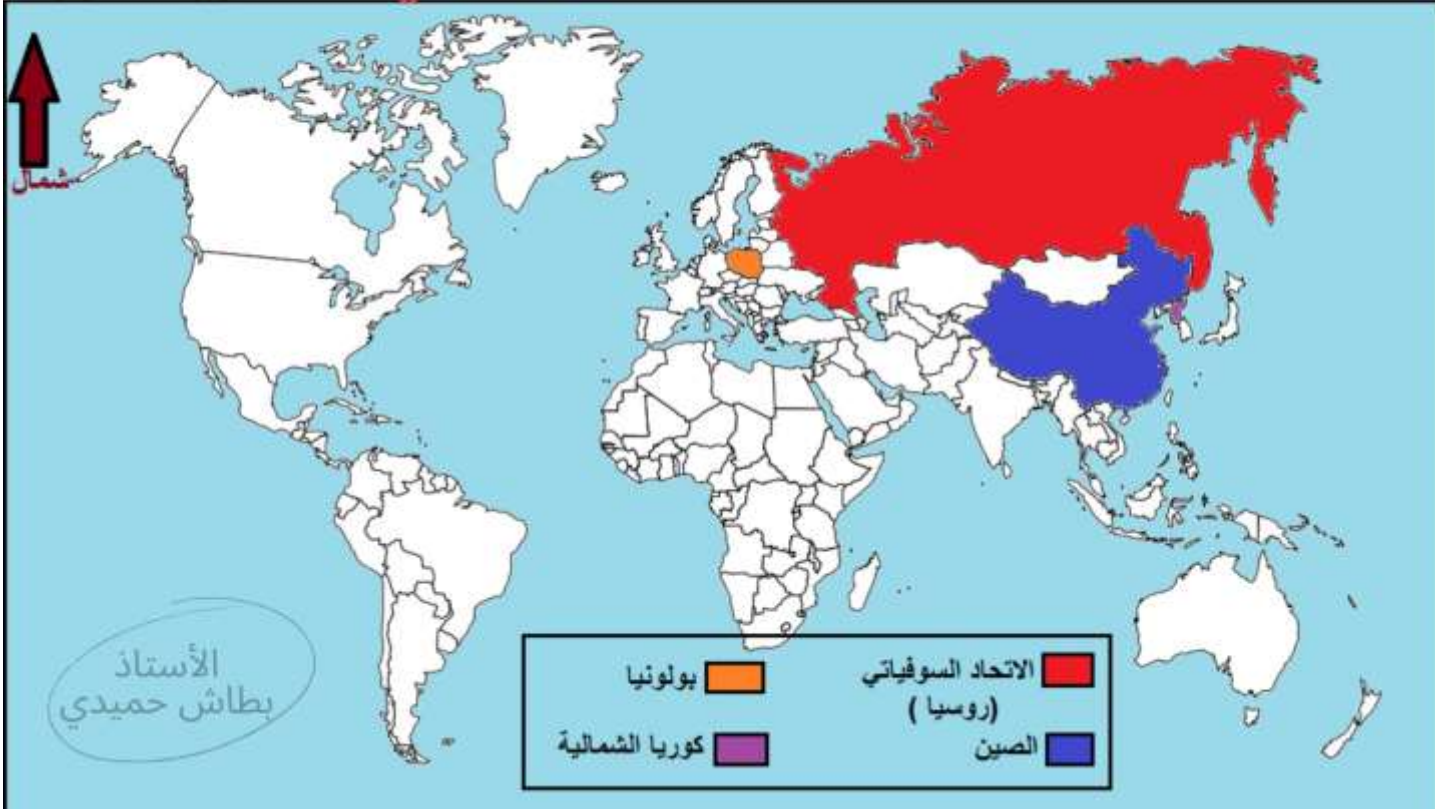 شمال
الاتحاد السوفياتي
(روسيا )
بولونيا
الصين
كوريا الشمالية
الأستاذ
بطاش حميدي